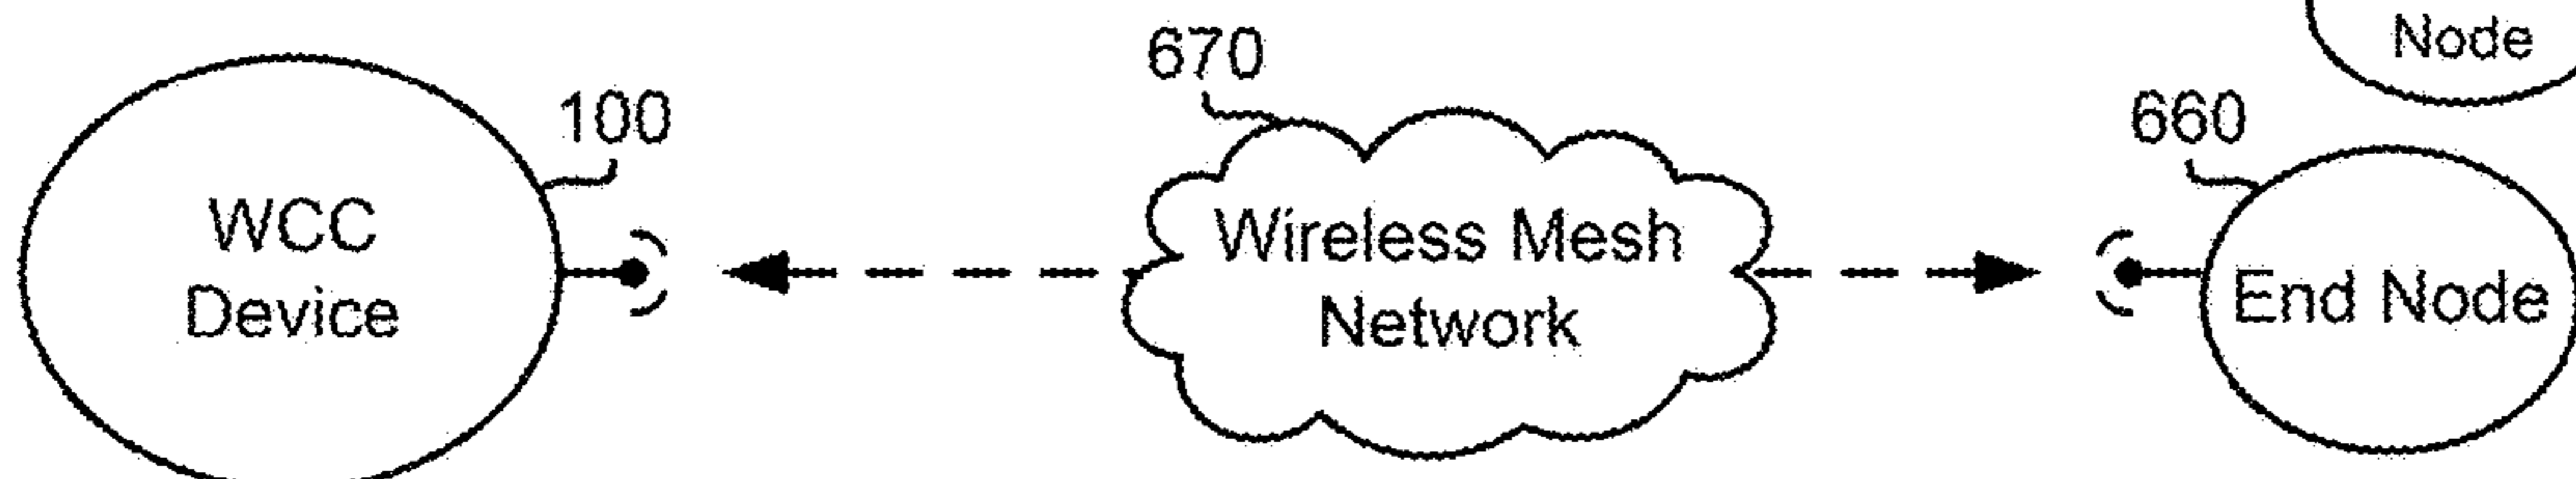 Node
670
100
660
WCC
Device
Wireless Mesh
Network
End Node